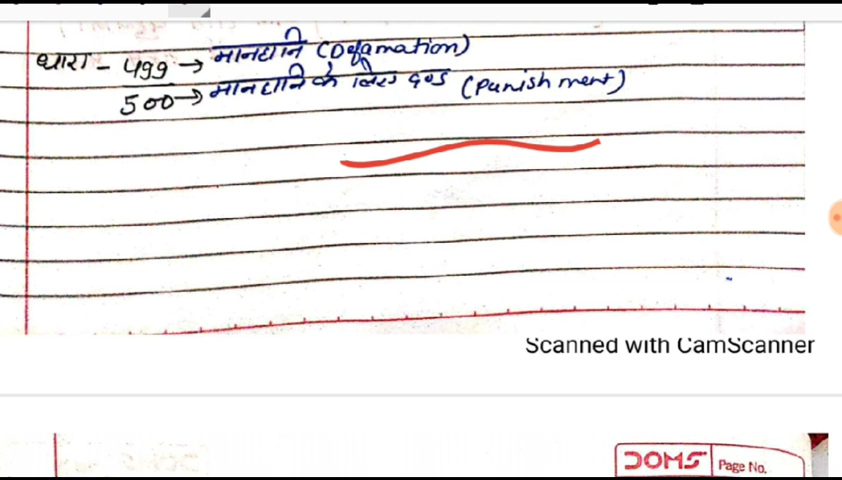 धारा - 499 → मानहानि (Defamation)
500 → मानहानि के लिए दण्ड (Punishment)
Scanned with CamScanner
DOMS Page No.